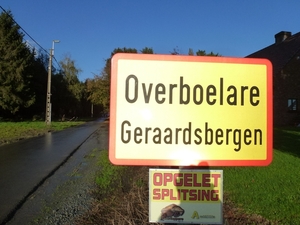 Overboelare
Geraardsbergen
OPGELET
SPLITSING